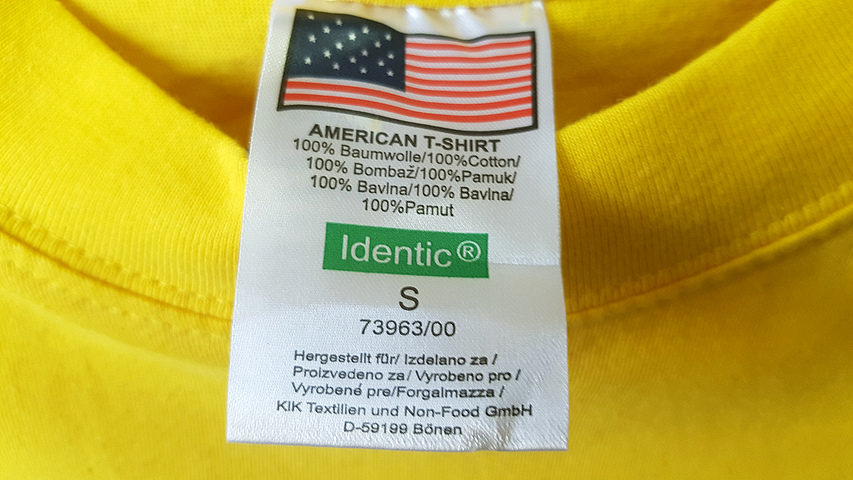 AMERICAN T-SHIRT
100% Baumwolle/100%Cotton/
100% Bombaž/100%Pamuk/
100% Bavlna/100% Bavlna/
100%Pamut
Identic®
S
73963/00
Hergestellt für/ Izdelano za /
Proizvedeno za/ Vyrobeno pro /
Vyrobené pre/Forgalmazza /
KIK Textilien und Non-Food GmbH
D-59199 Bönen